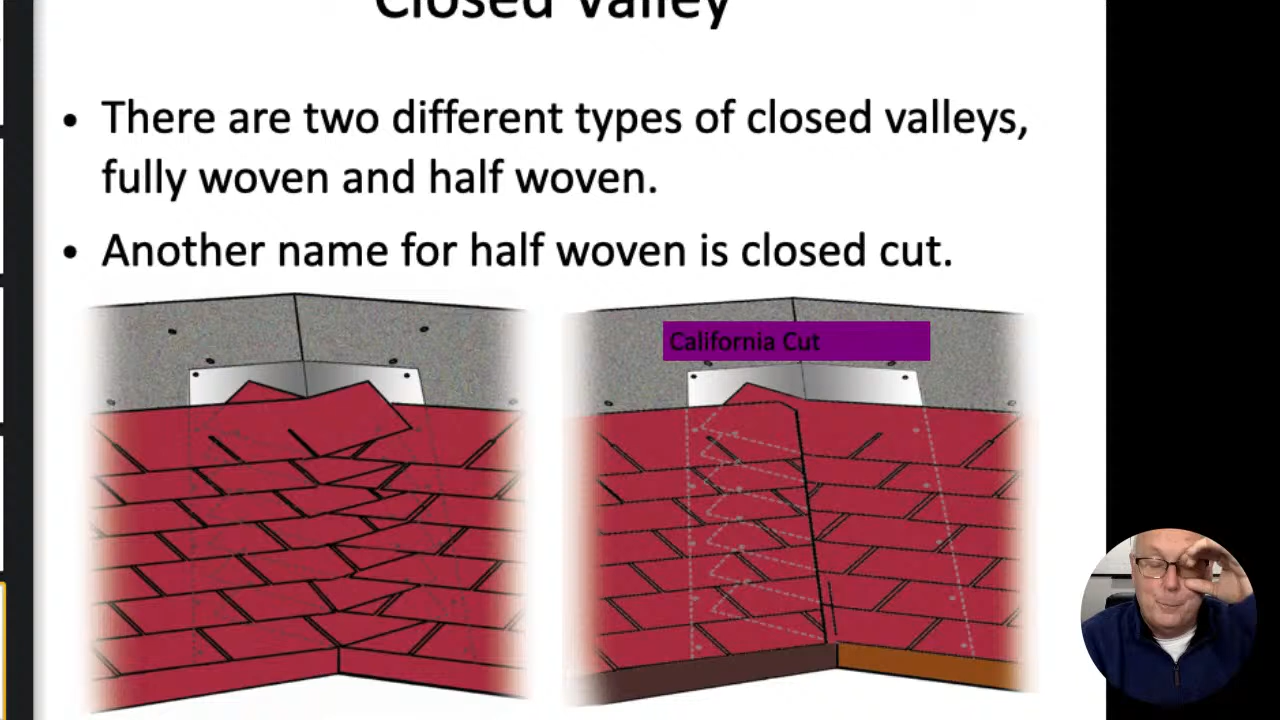 Closed Valley
• There are two different types of closed valleys,
fully woven and half woven.
• Another name for half woven is closed cut.
California Cut